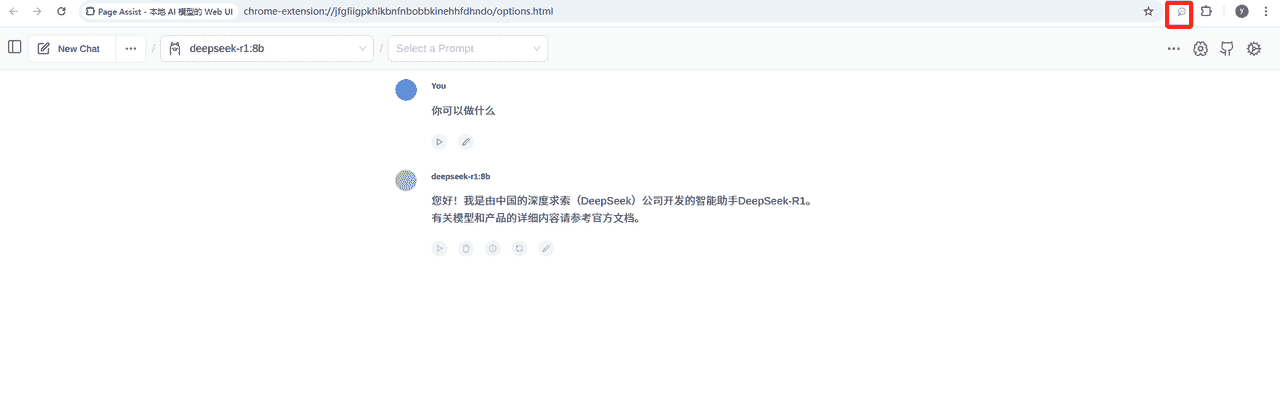 Page Assist - 本地 AI 模型的 Web UI
chrome-extension://jfgfiigpkhlkbnfnbobbkinehhfdhndo/options.html
y
New Chat
/
deepseek-r1:8b
/
Select a Prompt
You
你可以做什么
deepseek-r1:8b
您好！我是由中国的深度求索（DeepSeek）公司开发的智能助手DeepSeek-R1。
有关模型和产品的详细内容请参考官方文档。